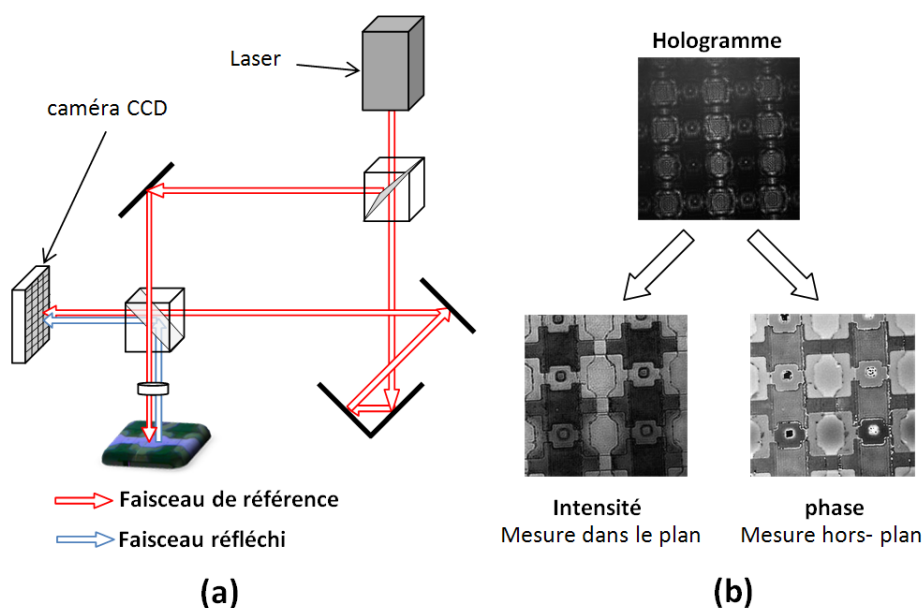 Laser
caméra CCD
Faisceau de référence
Faisceau réfléchi
(a)
Hologramme
Intensité
Mesure dans le plan
phase
Mesure hors- plan
(b)